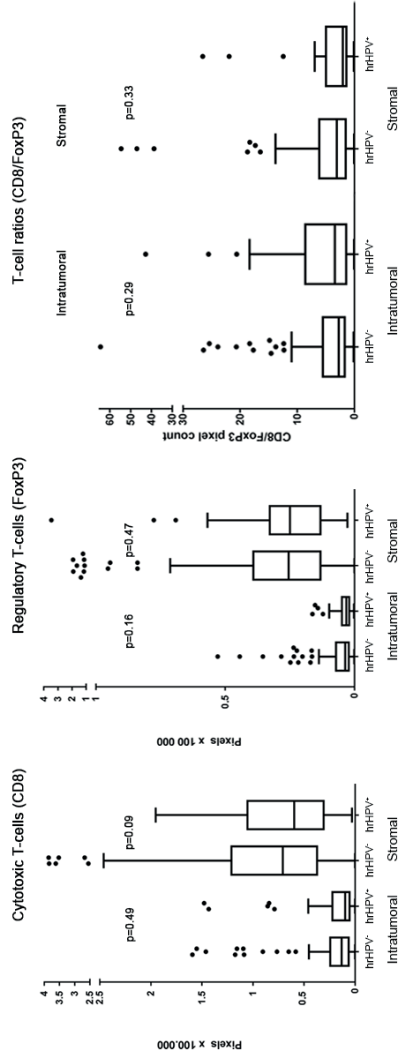 Cytotoxic T-cells (CD8)
Pixels x 100.000
4
3.5
3
2.5
2.5
2
1.5
1
0.5
0
p=0.49
p=0.09
hrHPV-
hrHPV+
hrHPV-
hrHPV+
Intratumoral
Stromal
Regulatory T-cells (FoxP3)
Pixels x 100 000
4
3
2
1
1
0.5
0
p=0.16
p=0.47
hrHPV-
hrHPV+
hrHPV-
hrHPV+
Intratumoral
Stromal
T-cell ratios (CD8/FoxP3)
Intratumoral
Stromal
CD8/FoxP3 pixel count
60
50
40
30
30
20
10
0
p=0.29
p=0.33
hrHPV-
hrHPV+
hrHPV-
hrHPV+
Intratumoral
Stromal